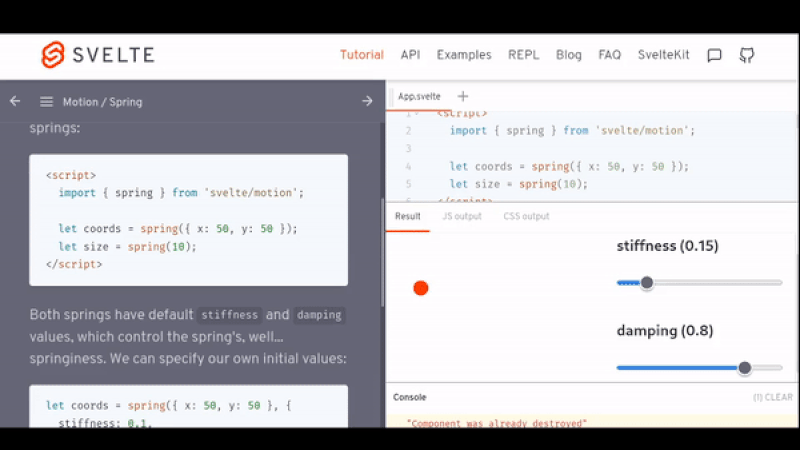 SVELTE
Tutorial API Examples REPL Blog FAQ SvelteKit
Motion / Spring
springs:
<script>
import { spring } from 'svelte/motion';
let coords = spring({ x: 50, y: 50 });
let size = spring(10);
</script>
Both springs have default stiffness and damping
values, which control the spring's, well...
springiness. We can specify our own initial values:
let coords = spring({ x: 50, y: 50 }, {
stiffness: 0.1,
App.svelte +
1 <script>
2 import { spring } from 'svelte/motion';
3
4 let coords = spring({ x: 50, y: 50 });
5 let size = spring(10);
6 </script>
Result JS output CSS output
stiffness (0.15)
damping (0.8)
Console (1) CLEAR
"Component was already destroyed"